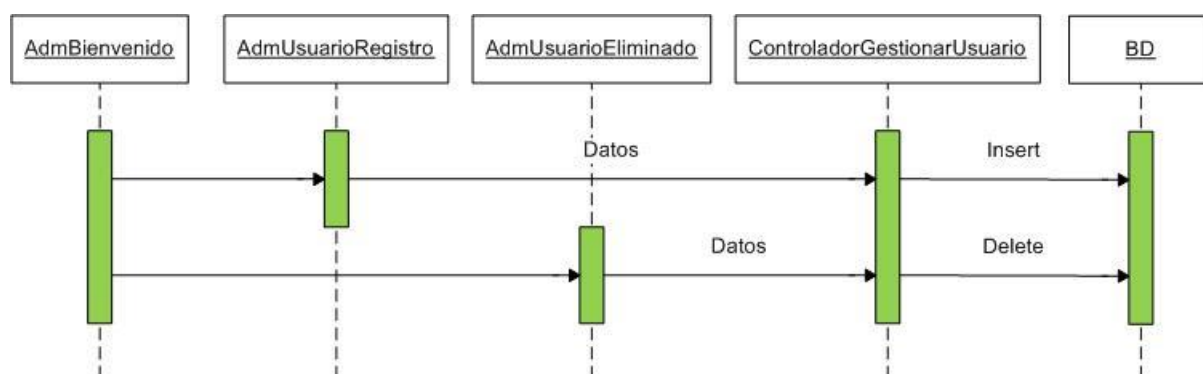 AdmBienvenido
AdmUsuarioRegistro
AdmUsuarioEliminado
ControladorGestionarUsuario
BD
Datos
Insert
Datos
Delete